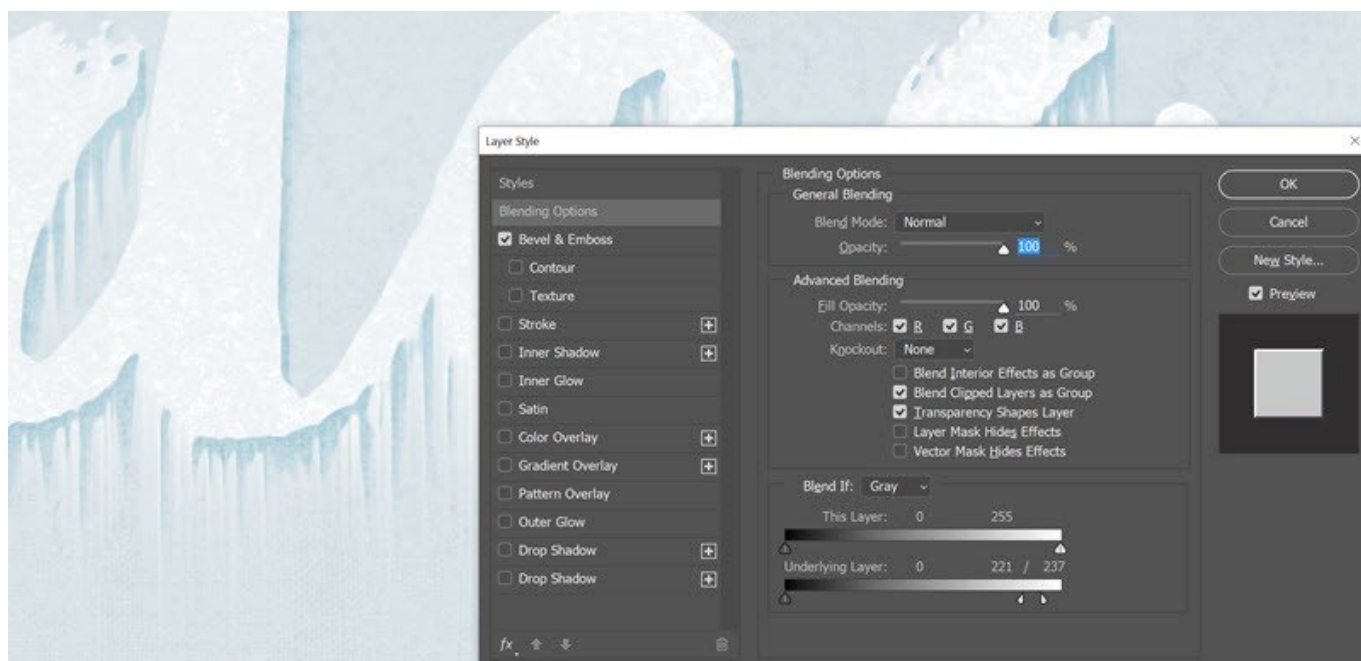 Layer Style
Styles
Blending Options
Bevel & Emboss
Contour
Texture
Stroke
Inner Shadow
Inner Glow
Satin
Color Overlay
Gradient Overlay
Pattern Overlay
Outer Glow
Drop Shadow
Drop Shadow
fx
Blending Options
General Blending
Blend Mode: Normal
Opacity: 100 %
Advanced Blending
Fill Opacity: 100 %
Channels: R G B
Knockout: None
Blend Interior Effects as Group
Blend Clipped Layers as Group
Transparency Shapes Layer
Layer Mask Hides Effects
Vector Mask Hides Effects
Blend If: Gray
This Layer: 0 255
Underlying Layer: 0 221 / 237
OK
Cancel
New Style...
Preview